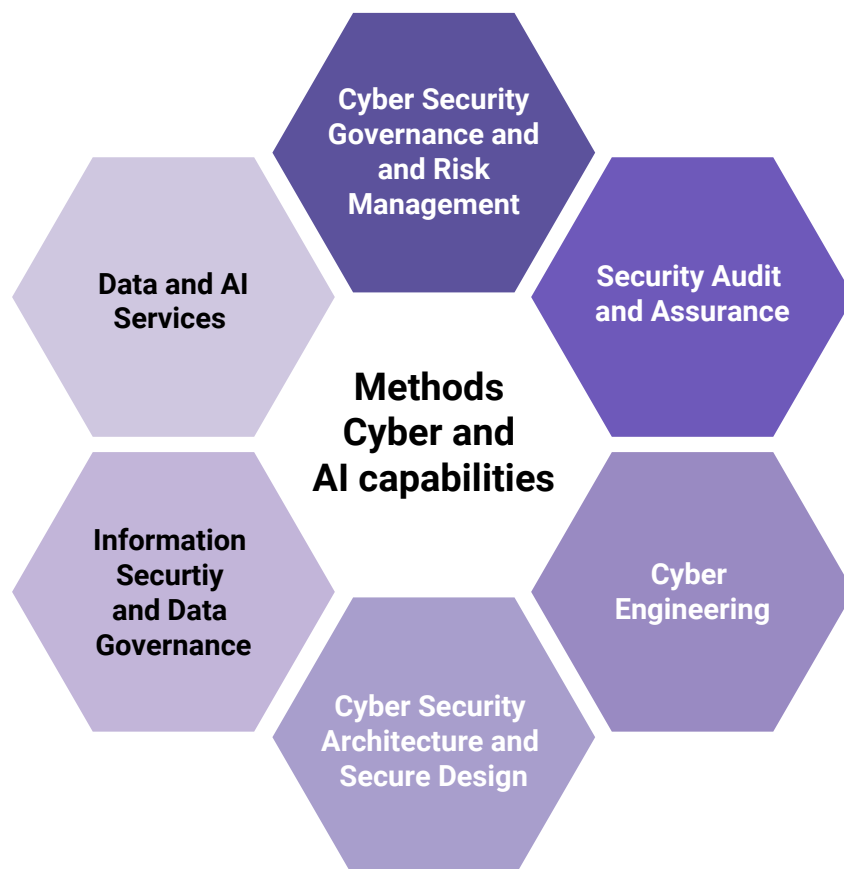 Cyber Security
Governance and
and Risk
Management
Security Audit
and Assurance
Cyber
Engineering
Cyber Security
Architecture and
Secure Design
Information
Securtiy
and Data
Governance
Data and AI
Services
Methods
Cyber and
AI capabilities